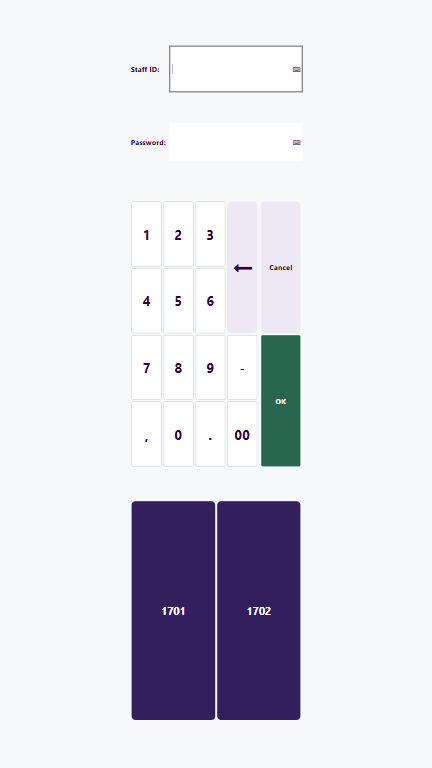 Staff ID:
Password:
1 2 3
← Cancel
4 5 6
7 8 9 -
OK
, 0 . 00
1701 1702